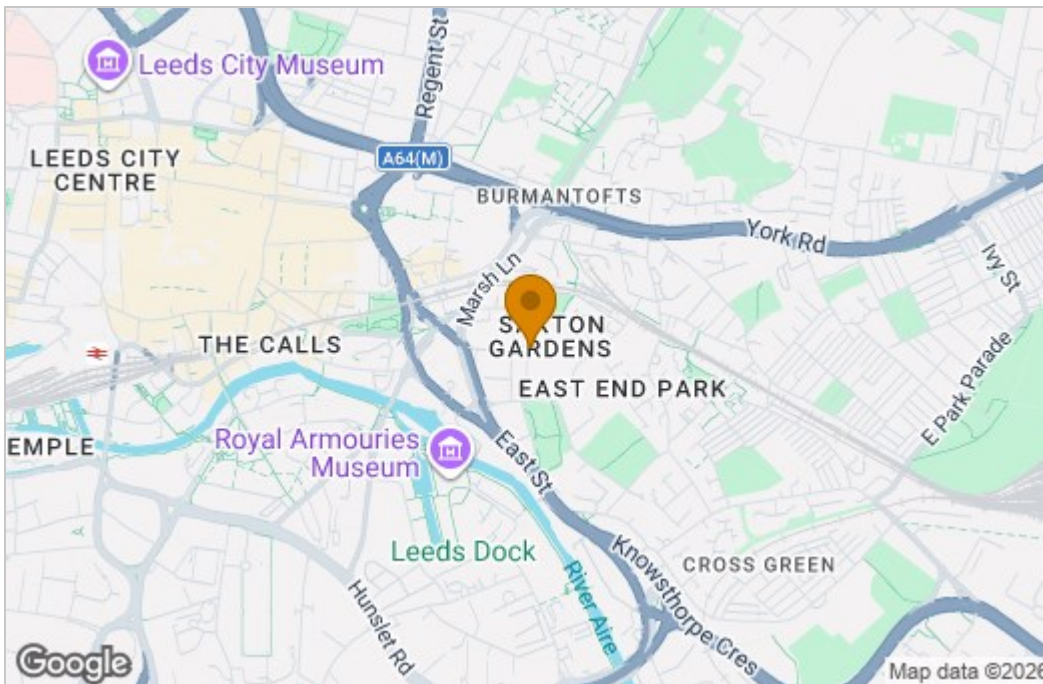 Leeds City Museum
Regent St
A64(M)
LEEDS CITY
CENTRE
BURMANTOFTS
York Rd
Ivy St
Marsh Ln
THE CALLS
GARDENS
EAST END PARK
E Park Parade
EMPLE
Royal Armouries
Museum
East St
Leeds Dock
Knowsthorpe Cres
CROSS GREEN
River Aire
Hunslet Rd
Google
Map data ©2026